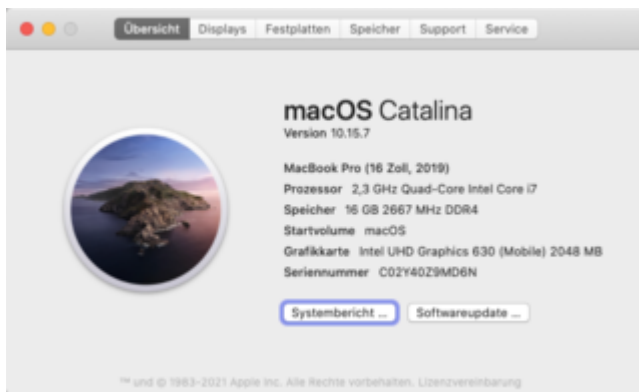 Übersicht Displays Festplatten Speicher Support Service
macOS Catalina
Version 10.15.7
MacBook Pro (16 Zoll, 2019)
Prozessor 2,3 GHz Quad-Core Intel Core i7
Speicher 16 GB 2667 MHz DDR4
Startvolume macOS
Grafikkarte Intel UHD Graphics 630 (Mobile) 2048 MB
Seriennummer C02Y40Z9MD6N
Systembericht ... Softwareupdate ...
™ und © 1983-2021 Apple Inc. Alle Rechte vorbehalten. Lizenzvereinbarung